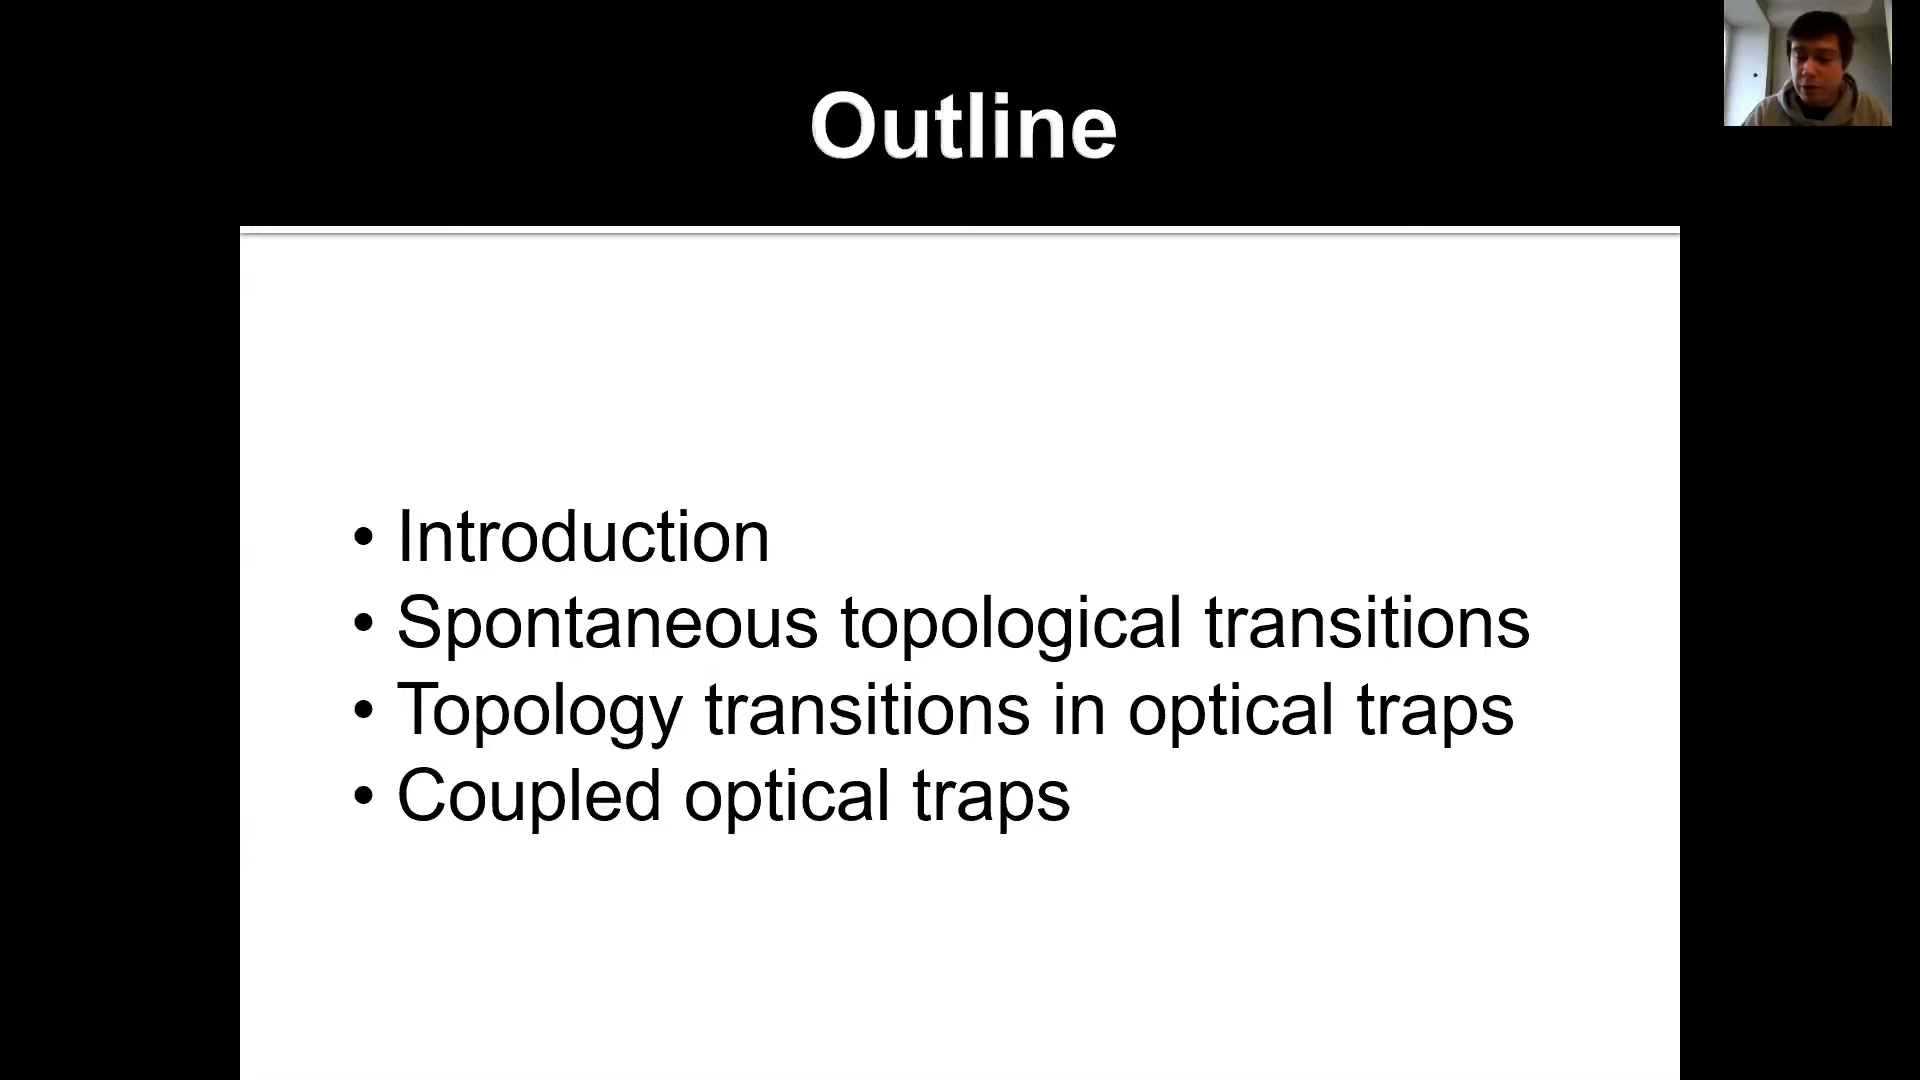 Outline
• Introduction
• Spontaneous topological transitions
• Topology transitions in optical traps
• Coupled optical traps